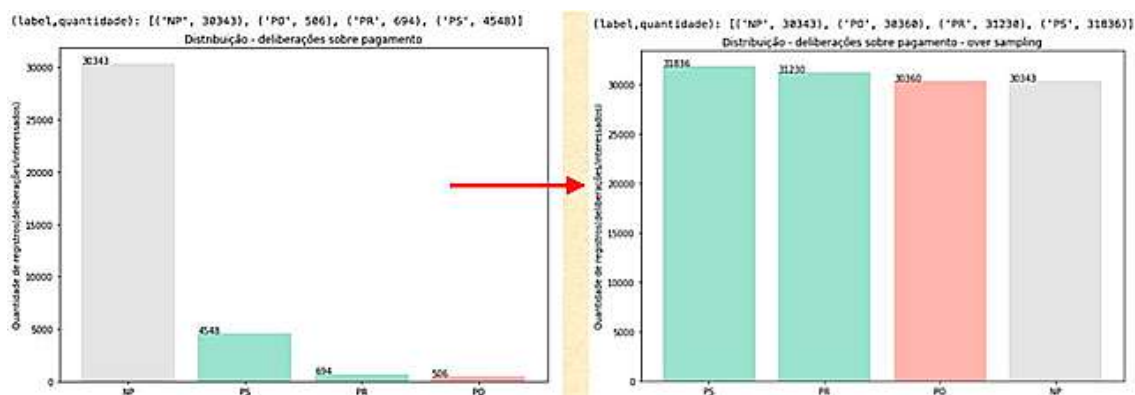 (label,quantidade): [('NP', 30343), ('PO', 506), ('PR', 694), ('PS', 4548)]
Distribuição - deliberações sobre pagamento
Quantidade de registros(deliberações/interessados)
30000
25000
20000
15000
10000
5000
0
30343
4548
694
506
NP
PS
PR
PO
(label,quantidade): [('NP', 30343), ('PO', 30360), ('PR', 31230), ('PS', 31836)]
Distribuição - deliberações sobre pagamento - over sampling
Quantidade de registros(deliberações/interessados)
30000
25000
20000
15000
10000
5000
0
31836
31230
30360
30343
PS
PR
PO
NP